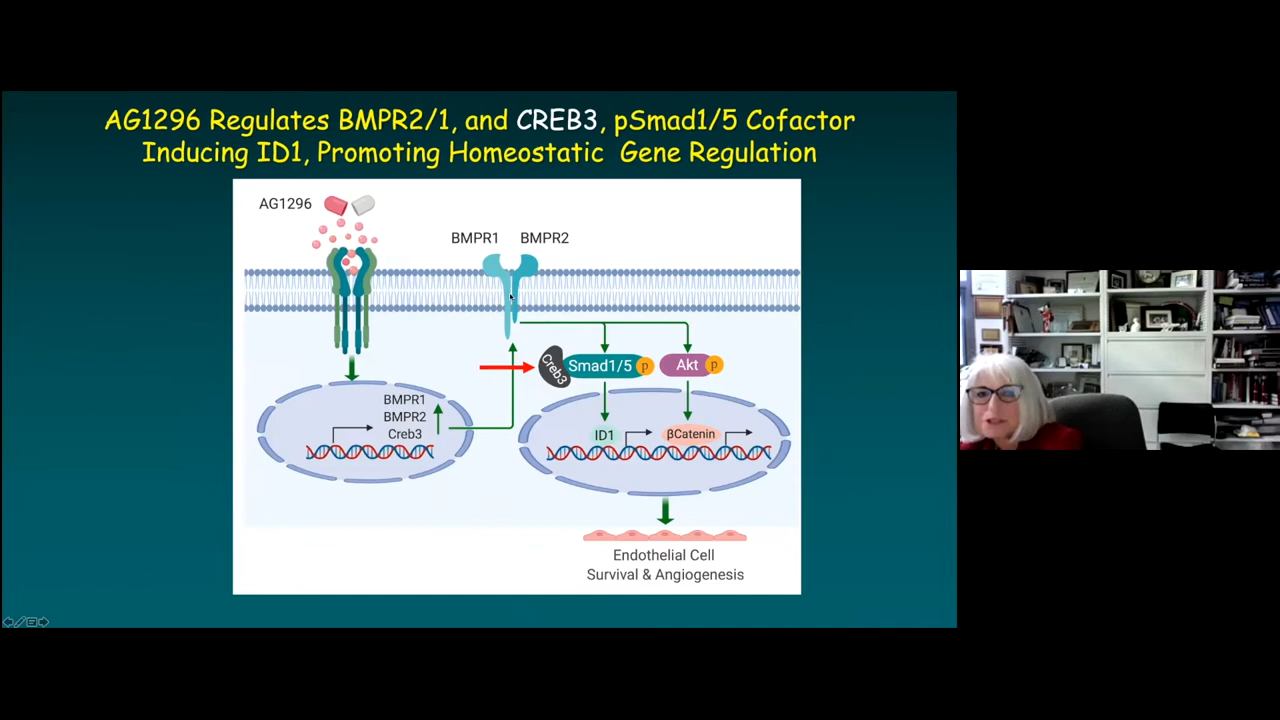 AG1296 Regulates BMPR2/1, and CREB3, pSmad1/5 Cofactor
Inducing ID1, Promoting Homeostatic Gene Regulation
AG1296
BMPR1 BMPR2
Creb3 Smad1/5 p Akt p
BMPR1
BMPR2
Creb3
ID1 βCatenin
Endothelial Cell
Survival & Angiogenesis